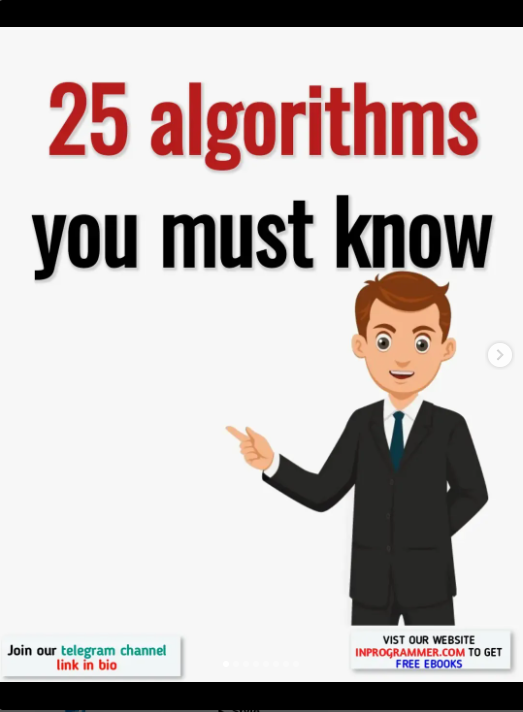 25 algorithms
you must know
Join our telegram channel
link in bio
VIST OUR WEBSITE
INPROGRAMMER.COM TO GET
FREE EBOOKS